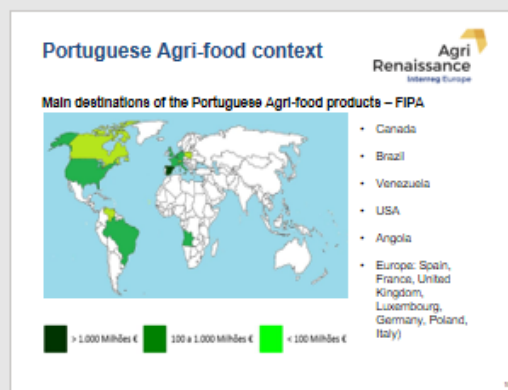 Portuguese Agri-food context
Agri
Renaissance
Interreg Europe
Main destinations of the Portuguese Agri-food products – FIPA
• Canada
• Brazil
• Venezuela
• USA
• Angola
• Europe: Spain,
France, United
Kingdom,
Luxembourg,
Germany, Poland,
Italy)
> 1.000 Milhões €
100 a 1.000 Milhões €
< 100 Milhões €